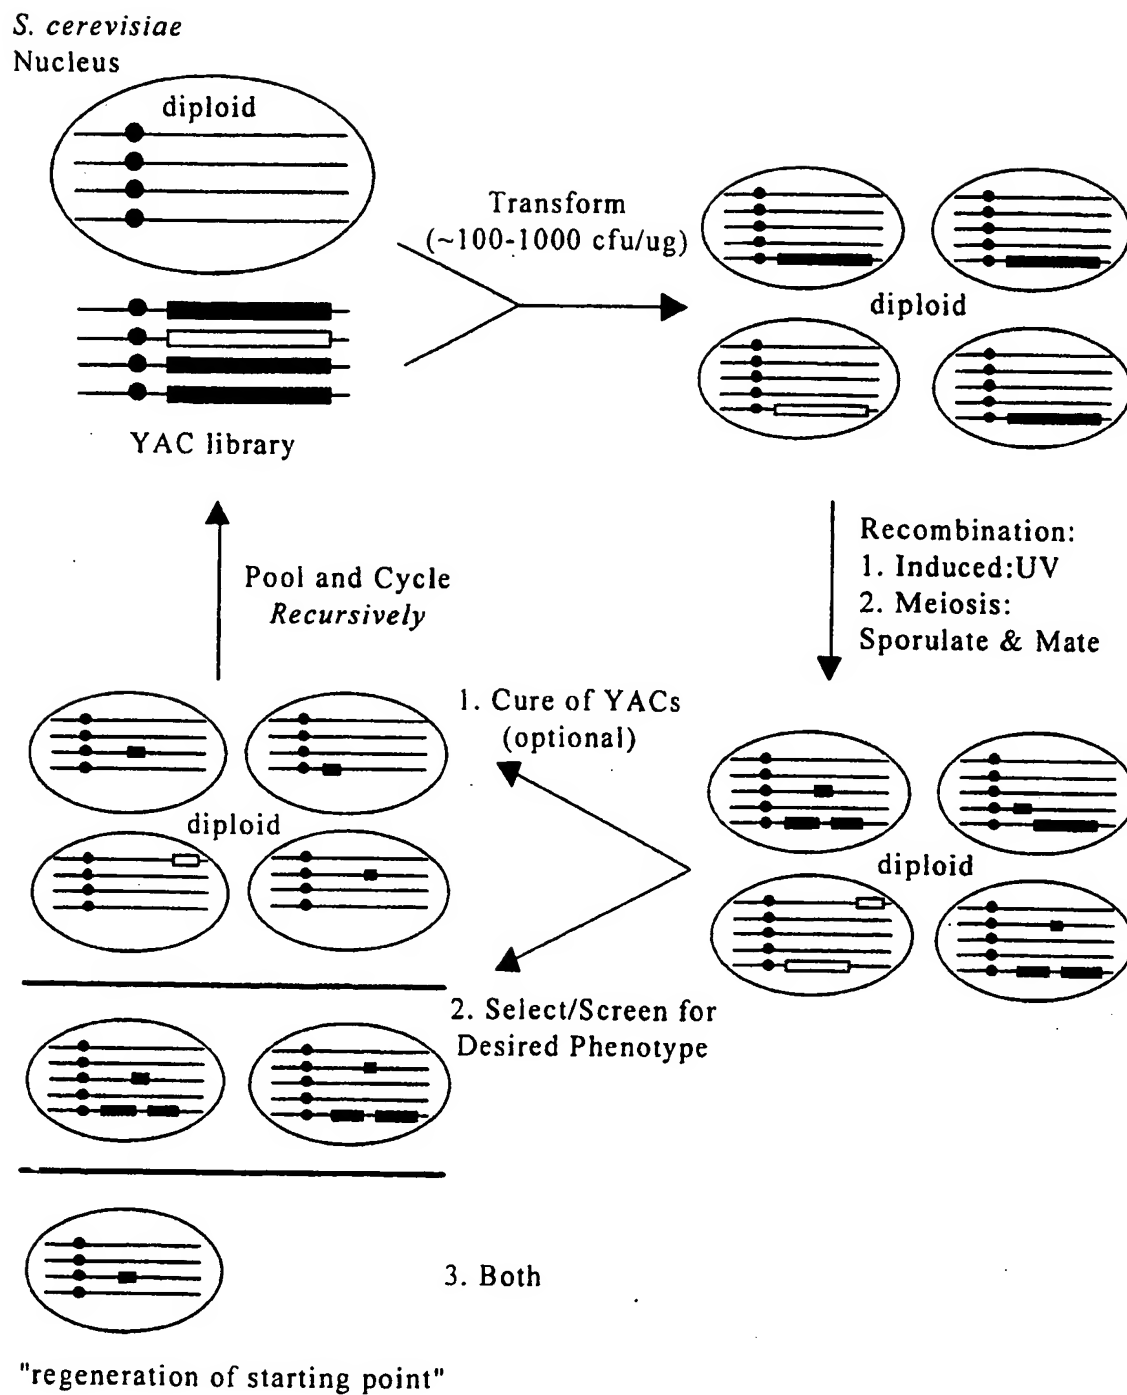 S. cerevisiae
Nucleus
diploid
YAC library
Transform
(~100-1000 cfu/ug)
diploid
Recombination:
1. Induced:UV
2. Meiosis:
Sporulate & Mate
diploid
1. Cure of YACs
(optional)
2. Select/Screen for
Desired Phenotype
3. Both
Pool and Cycle
Recursively
diploid
"regeneration of starting point"